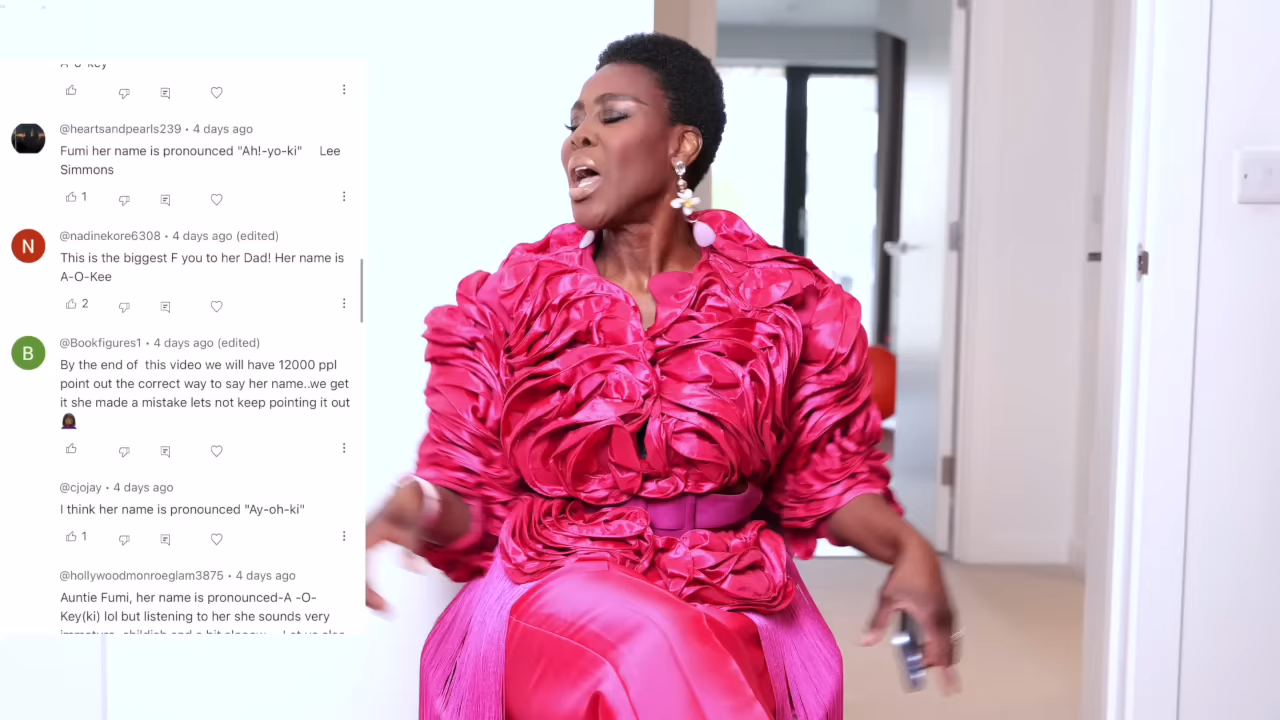 A-o-key
@heartsandpearls239 • 4 days ago
Fumi her name is pronounced "Ah!-yo-ki" Lee
Simmons
1
N
@nadinekore6308 • 4 days ago (edited)
This is the biggest F you to her Dad! Her name is
A-O-Kee
2
B
@Bookfigures1 • 4 days ago (edited)
By the end of this video we will have 12000 ppl
point out the correct way to say her name..we get
it she made a mistake lets not keep pointing it out
@cjojay • 4 days ago
I think her name is pronounced "Ay-oh-ki"
1
@hollywoodmonroeglam3875 • 4 days ago
Auntie Fumi, her name is pronounced-A -O-
Key(ki) lol but listening to her she sounds very